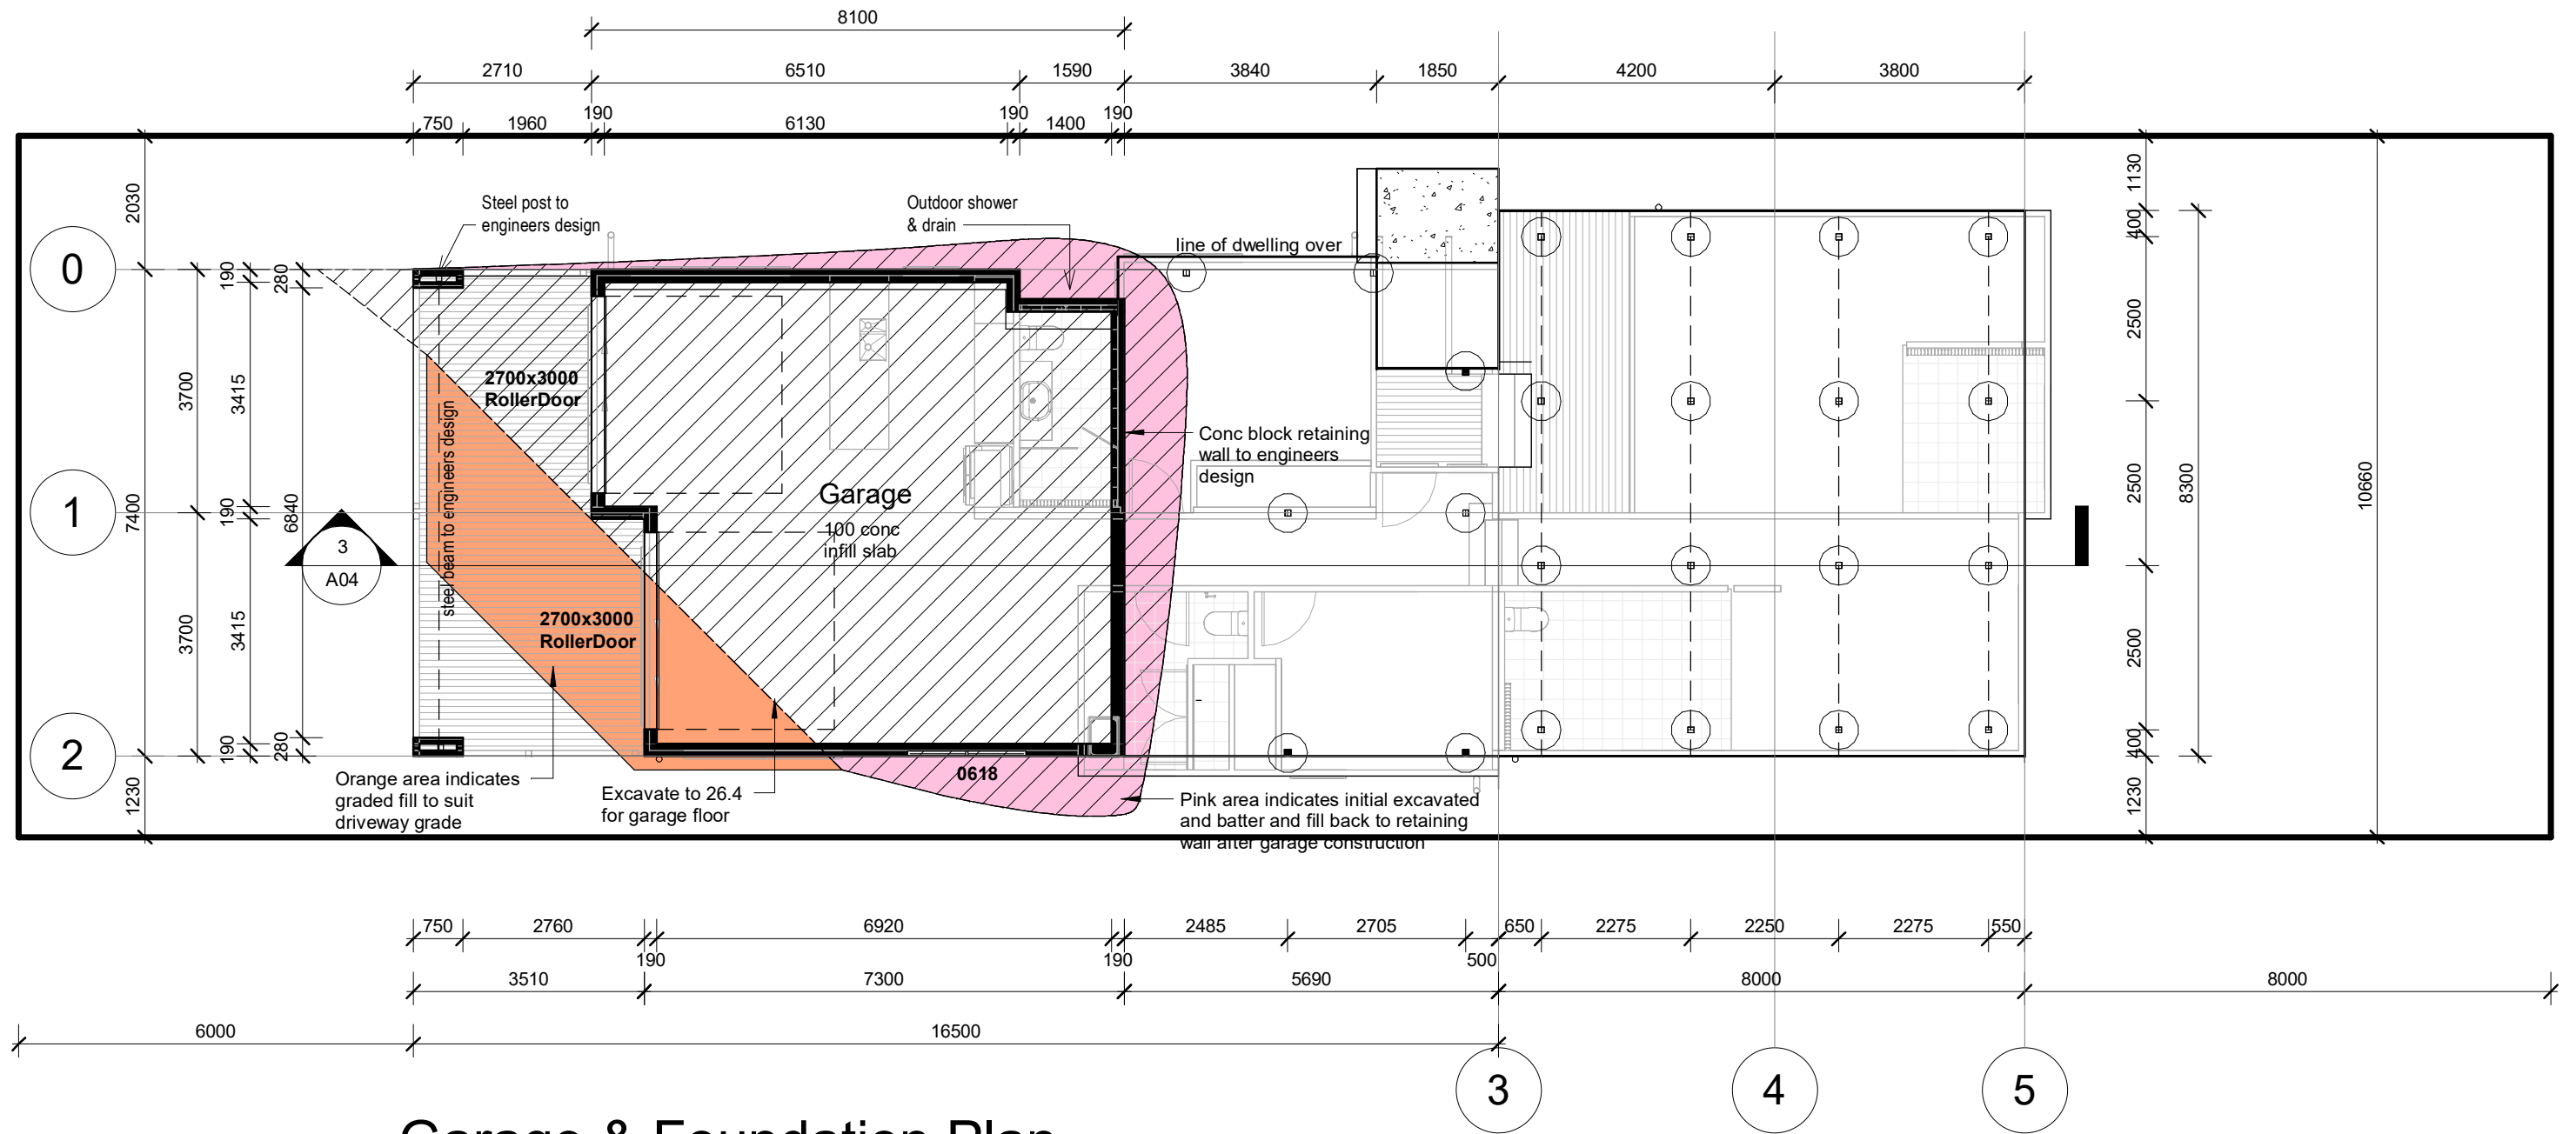 8100
2710 6510 1590 3840 1850 4200 3800
190 190 190
750 1960 6130 1400
2030
1130
Steel post to
engineers design
Outdoor shower
& drain
line of dwelling over
0
190
280
400
2500
3700
3415
2700x3000
RollerDoor
steel beam to engineers design
Conc block retaining
wall to engineers
design
Garage
100 conc
infill slab
1
7400
190
6840
2500
8300
10660
3
A04
3700
3415
2700x3000
RollerDoor
2500
2
190
280
400
1230
1230
0618
Orange area indicates
graded fill to suit
driveway grade
Excavate to 26.4
for garage floor
Pink area indicates initial excavated
and batter and fill back to retaining
wall after garage construction
750 2760 6920 2485 2705 650 2275 2250 2275 550
190 190 500
3510 7300 5690 8000 8000
6000 16500
3 4 5
Garage & Foundation Plan